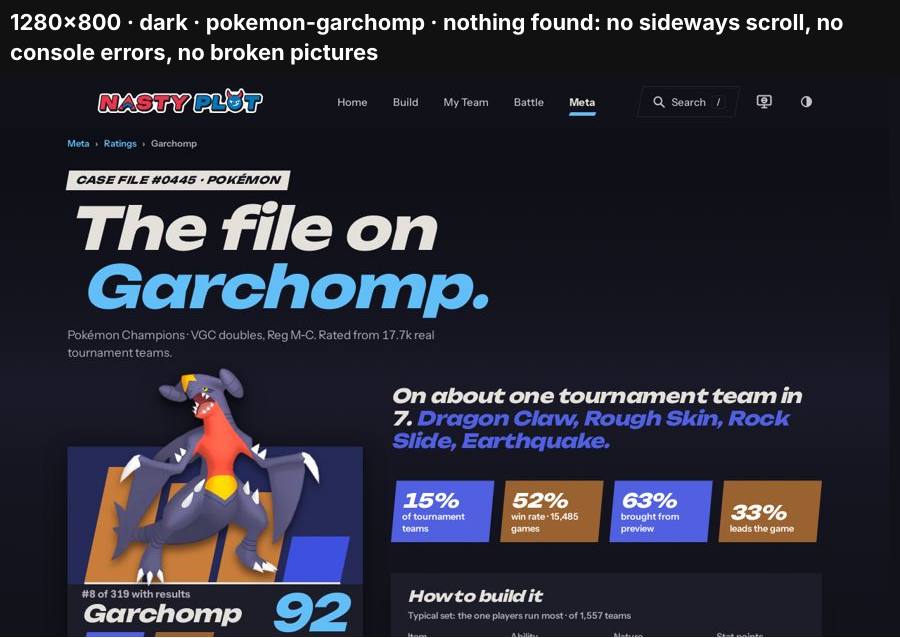 1280×800 · dark · pokemon-garchomp · nothing found: no sideways scroll, no
console errors, no broken pictures
NASTY PLOT
Home Build My Team Battle Meta Search /
Meta › Ratings › Garchomp
CASE FILE #0445 · POKÉMON
The file on
Garchomp.
Pokémon Champions · VGC doubles, Reg M-C. Rated from 17.7k real
tournament teams.
On about one tournament team in
7. Dragon Claw, Rough Skin, Rock
Slide, Earthquake.
15%
of tournament
teams
52%
win rate · 15,485
games
63%
brought from
preview
33%
leads the game
#8 of 319 with results
Garchomp 92
How to build it
Typical set: the one players run most · of 1,557 teams
Item Ability Nature Stat points